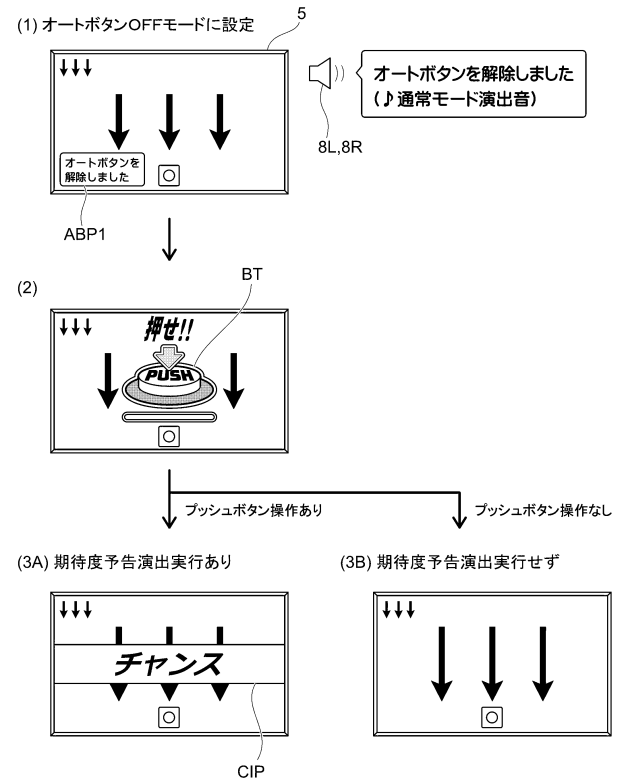 (1) オートボタンOFFモードに設定
5
オートボタンを解除しました
(♪通常モード演出音)
8L,8R
オートボタンを
解除しました
ABP1
(2)
BT
押せ!!
PUSH
プッシュボタン操作あり
プッシュボタン操作なし
(3A) 期待度予告演出実行あり
(3B) 期待度予告演出実行せず
チャンス
CIP